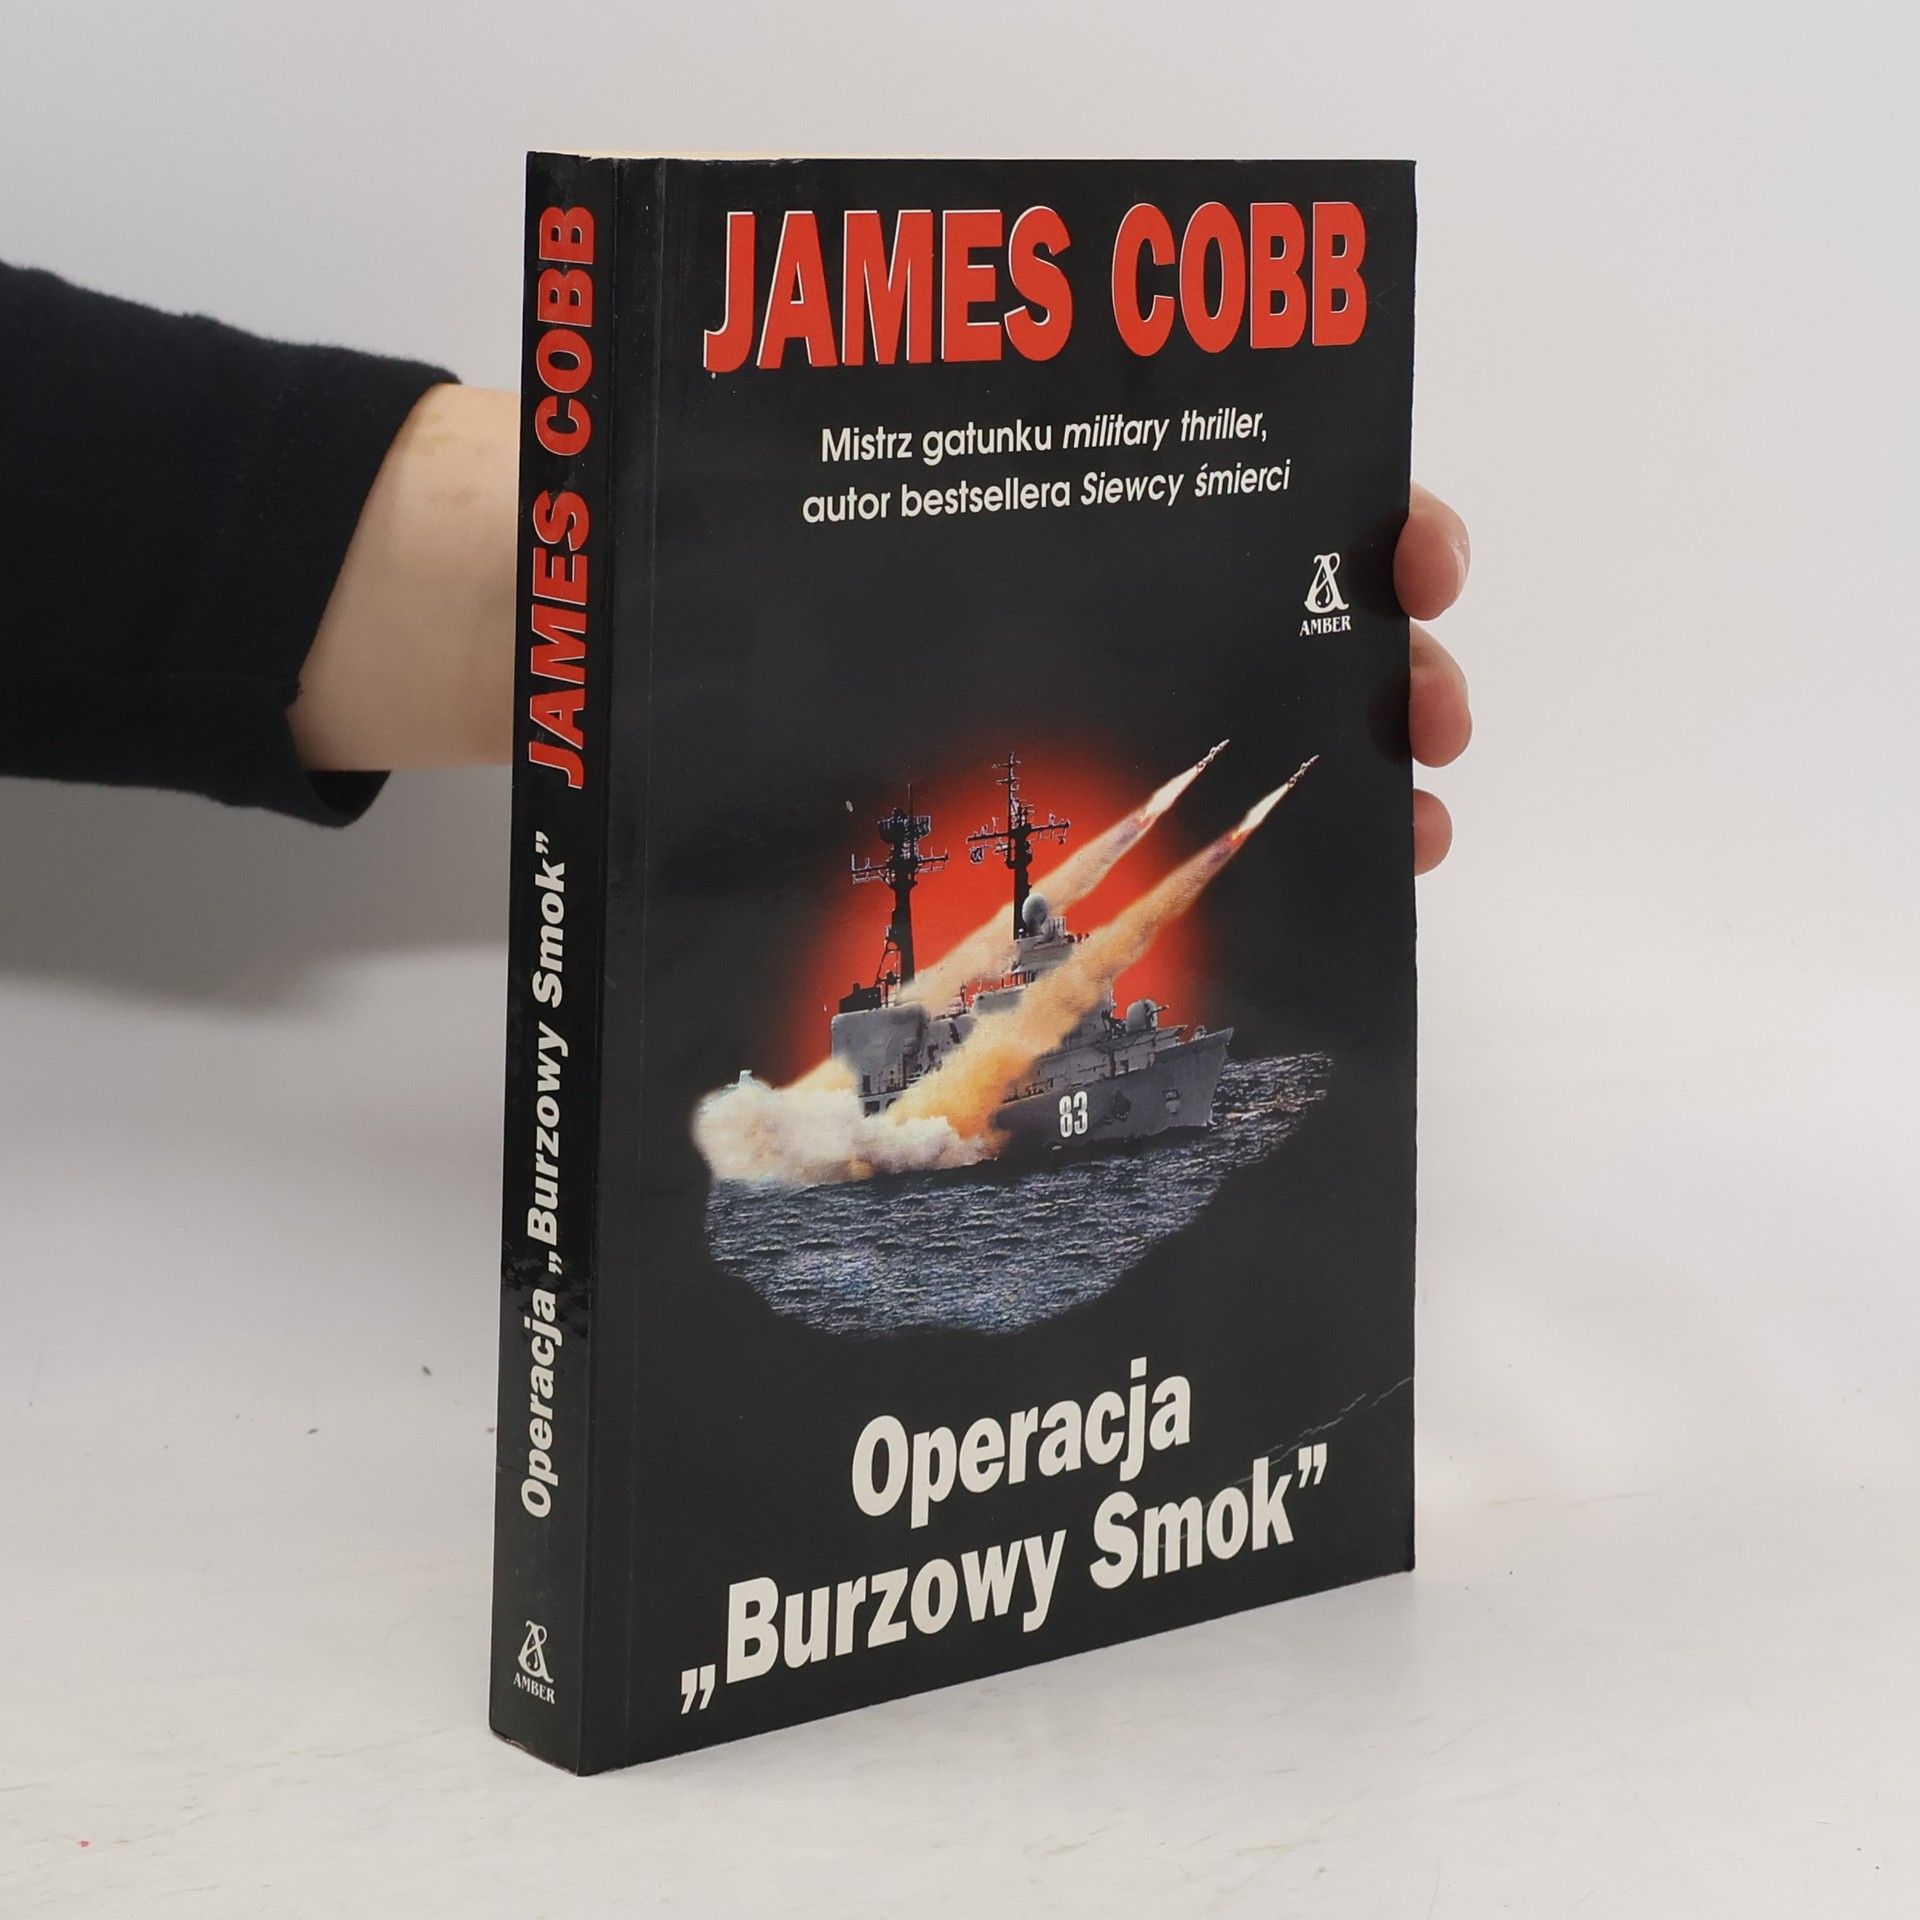 JAMES COBB
Mistrz gatunku military thriller,
autor bestsellera Siewcy śmierci
AMBER
83
Operacja
„Burzowy Smok”
JAMES COBB
Operacja „Burzowy Smok”
AMBER